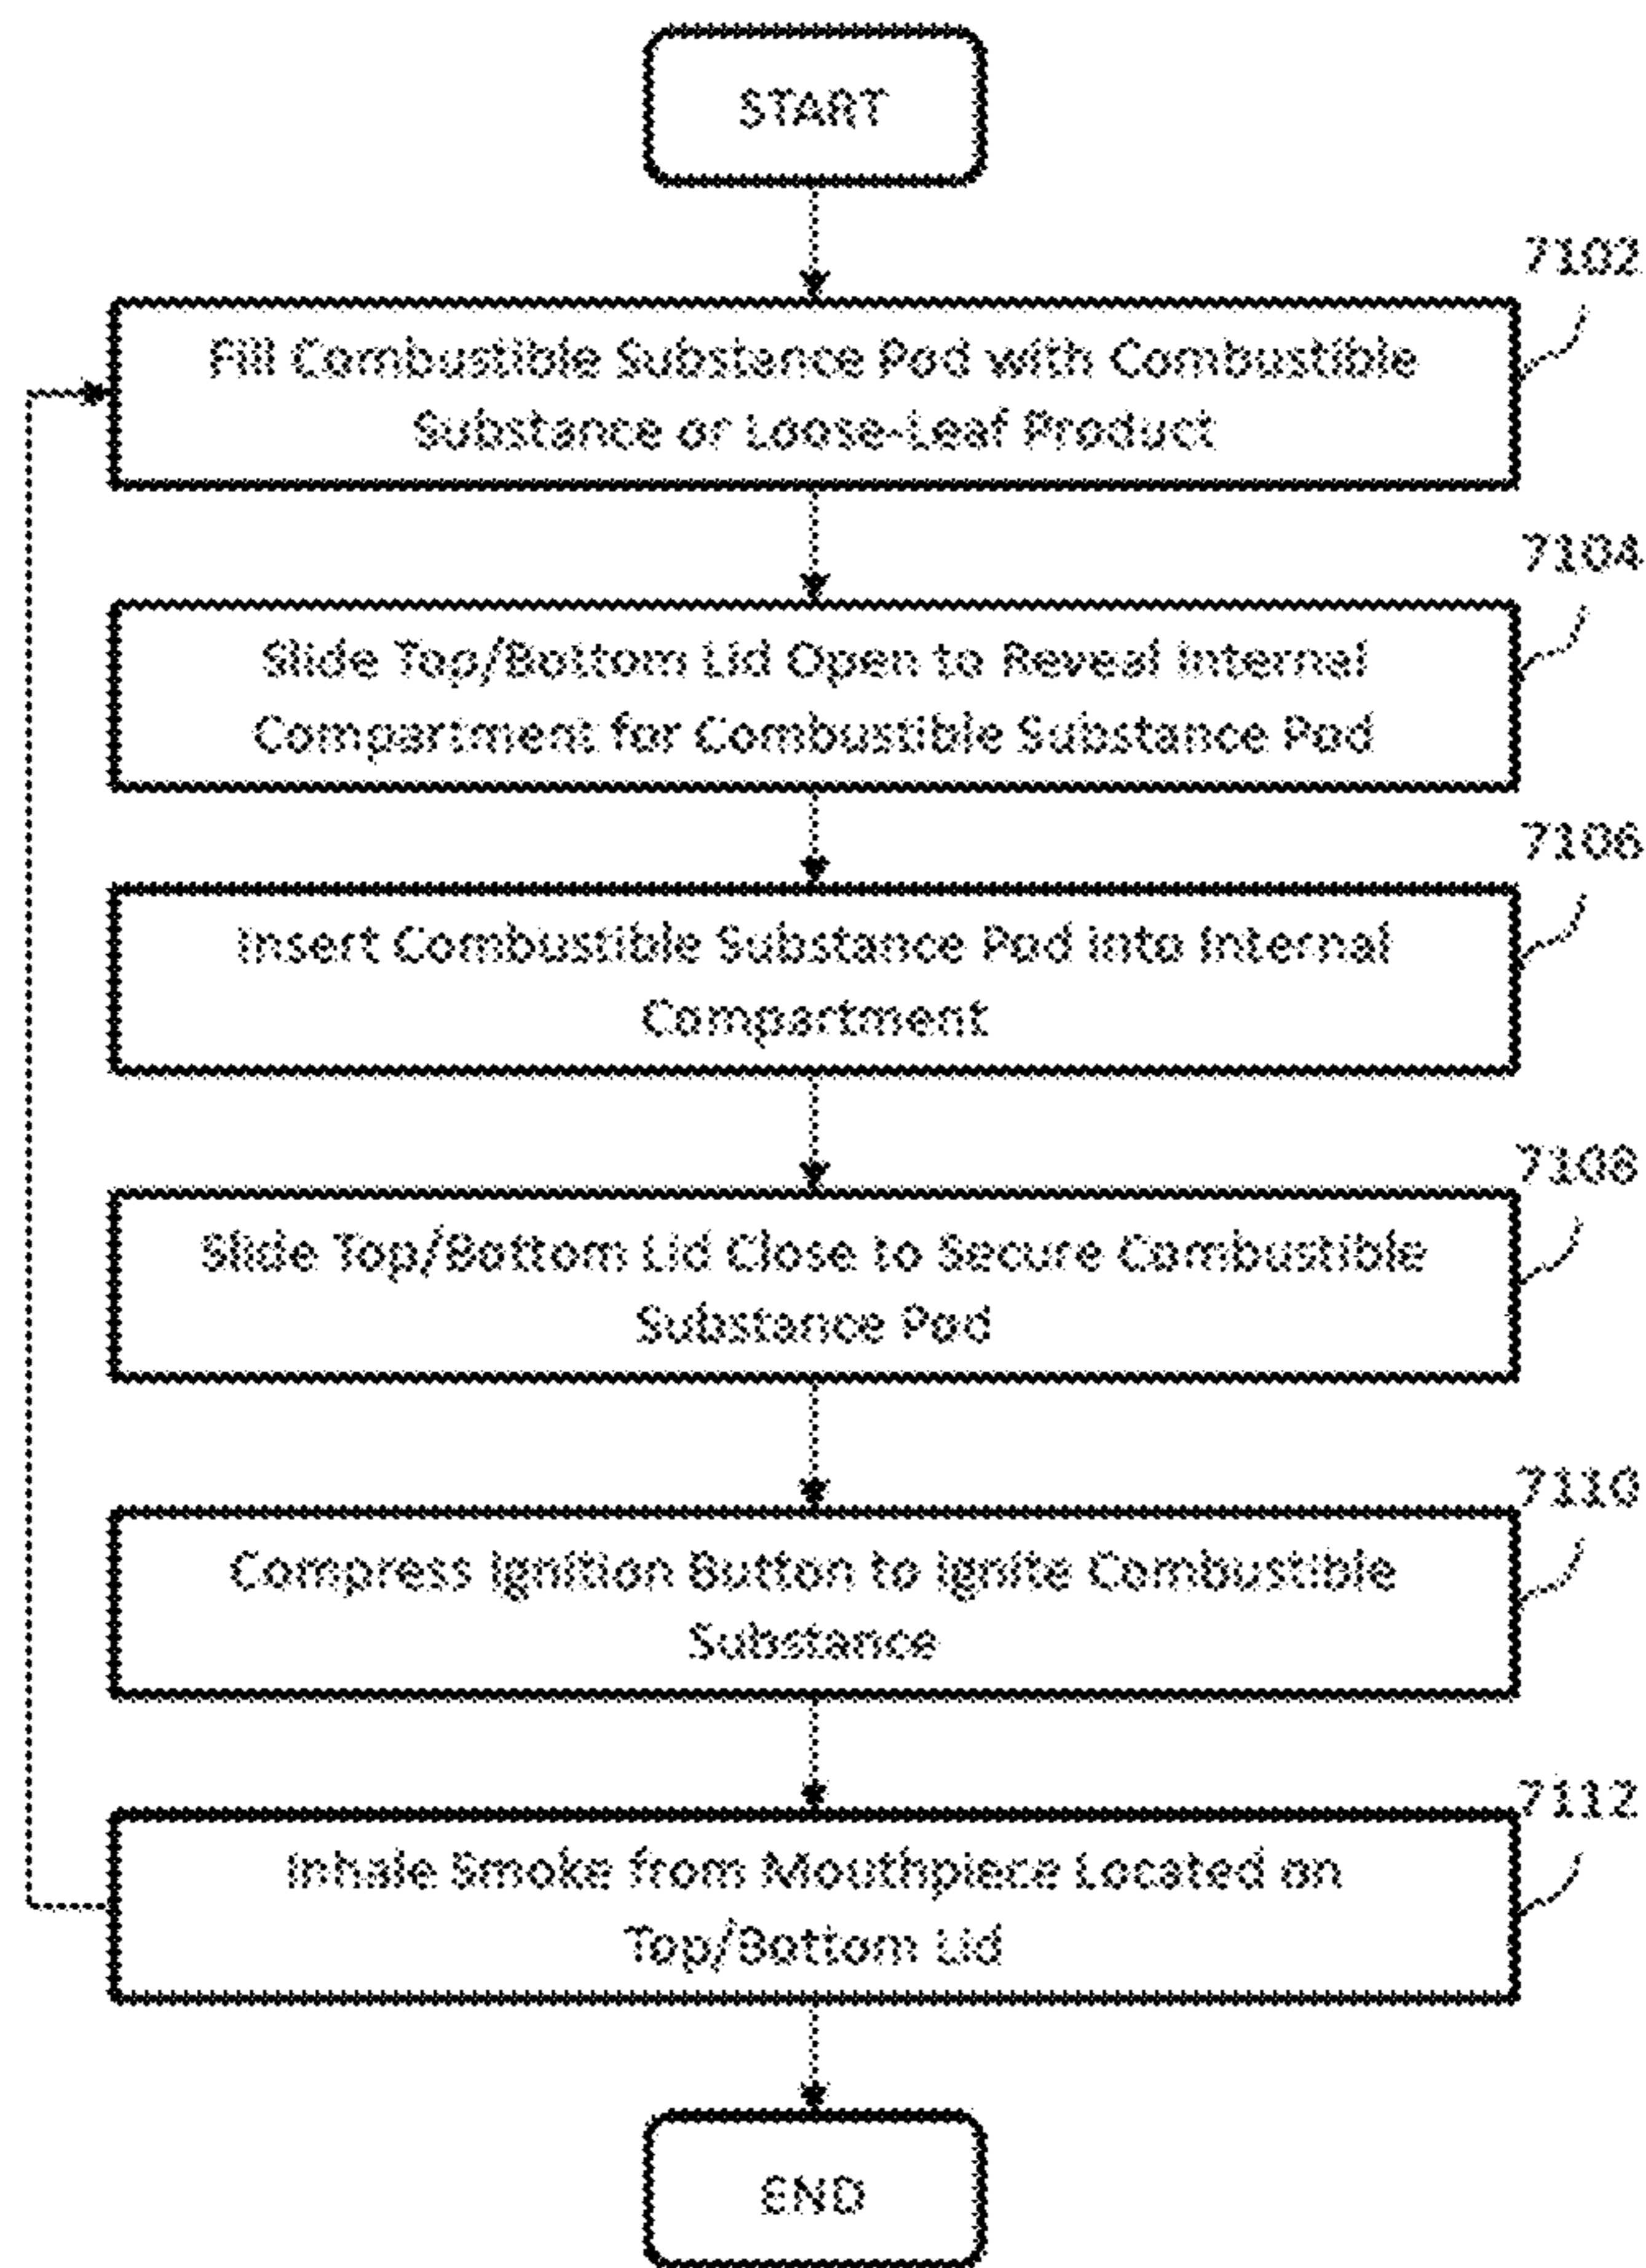 START
7102
Fill Combustible Substance Pod with Combustible
Substance or Loose-Leaf Product
7104
Slide Top/Bottom Lid Open to Reveal Internal
Compartment for Combustible Substance Pod
7106
Insert Combustible Substance Pod into Internal
Compartment
7108
Slide Top/Bottom Lid Close to Secure Combustible
Substance Pod
7110
Compress Ignition Button to Ignite Combustible
Substance
7112
Inhale Smoke from Mouthpiece Located on
Top/Bottom Lid
END